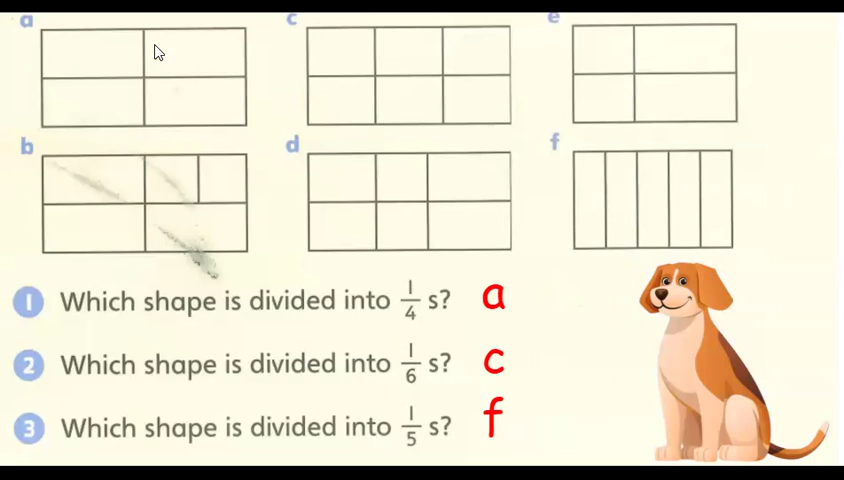 a c e
b d f
1 Which shape is divided into 1/4 s? a
2 Which shape is divided into 1/6 s? c
3 Which shape is divided into 1/5 s? f